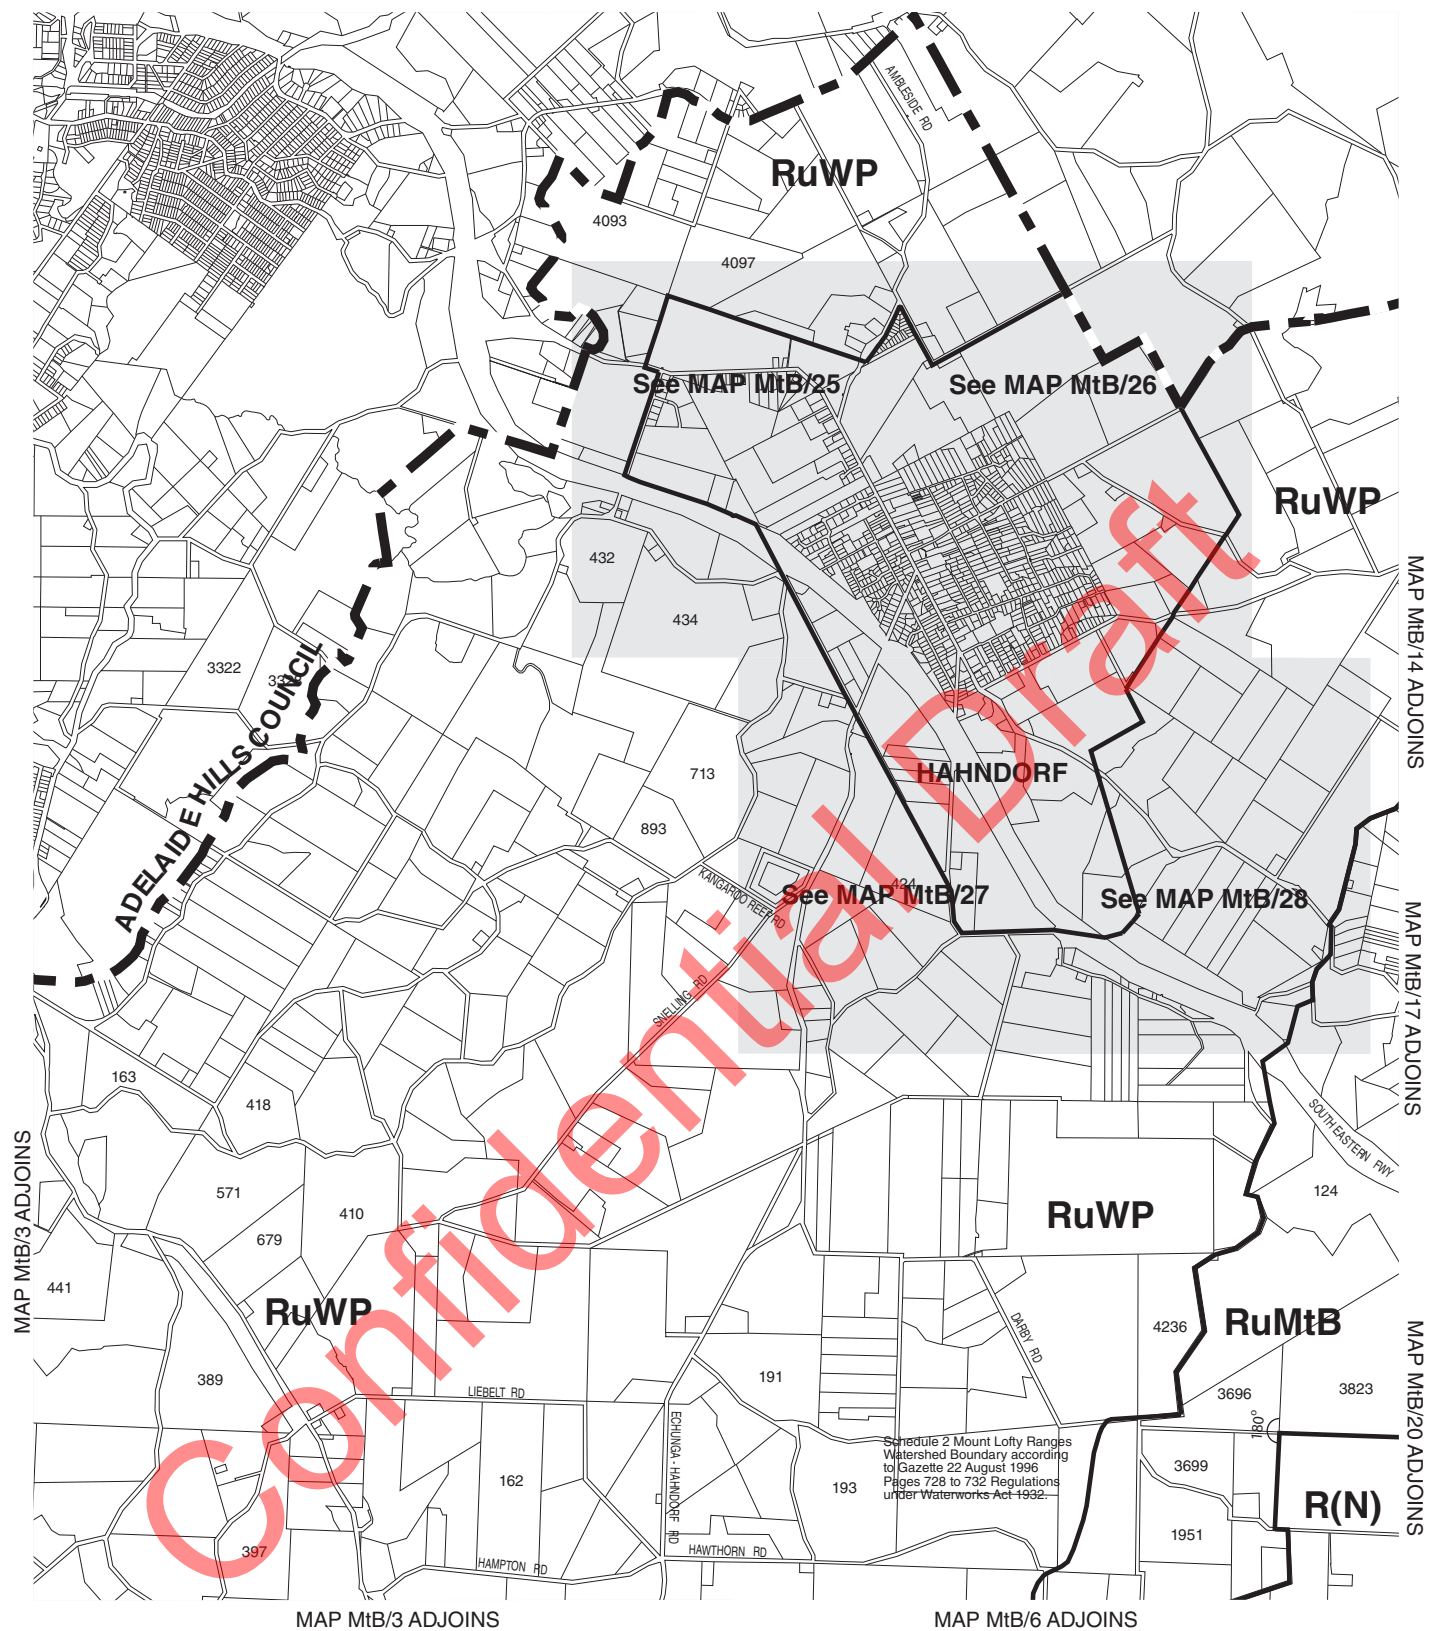 AMBLESIDE RD
RuWP
4093
4097
See MAP MtB/25
See MAP MtB/26
RuWP
432
434
MAP MtB/14 ADJOINS
3322
ADELAIDE HILLS COUNCIL
713
HAHNDORF
893
KANGAROO REEF RD
424
See MAP MtB/27
See MAP MtB/28
MAP MtB/17 ADJOINS
SNELLING RD
163
418
SOUTH EASTERN FWY
MAP MtB/3 ADJOINS
571
410
679
124
RuWP
441
RuWP
4236
RuMtB
DARBY RD
389
LIEBELT RD
191
3696
3823
MAP MtB/20 ADJOINS
180°
ECHUNGA - HAHNDORF RD
Schedule 2 Mount Lofty Ranges
Watershed Boundary according
to Gazette 22 August 1996
Pages 728 to 732 Regulations
under Waterworks Act 1932.
162
193
3699
R(N)
1951
397
HAMPTON RD
HAWTHORN RD
MAP MtB/3 ADJOINS
MAP MtB/6 ADJOINS
Confidential Draft